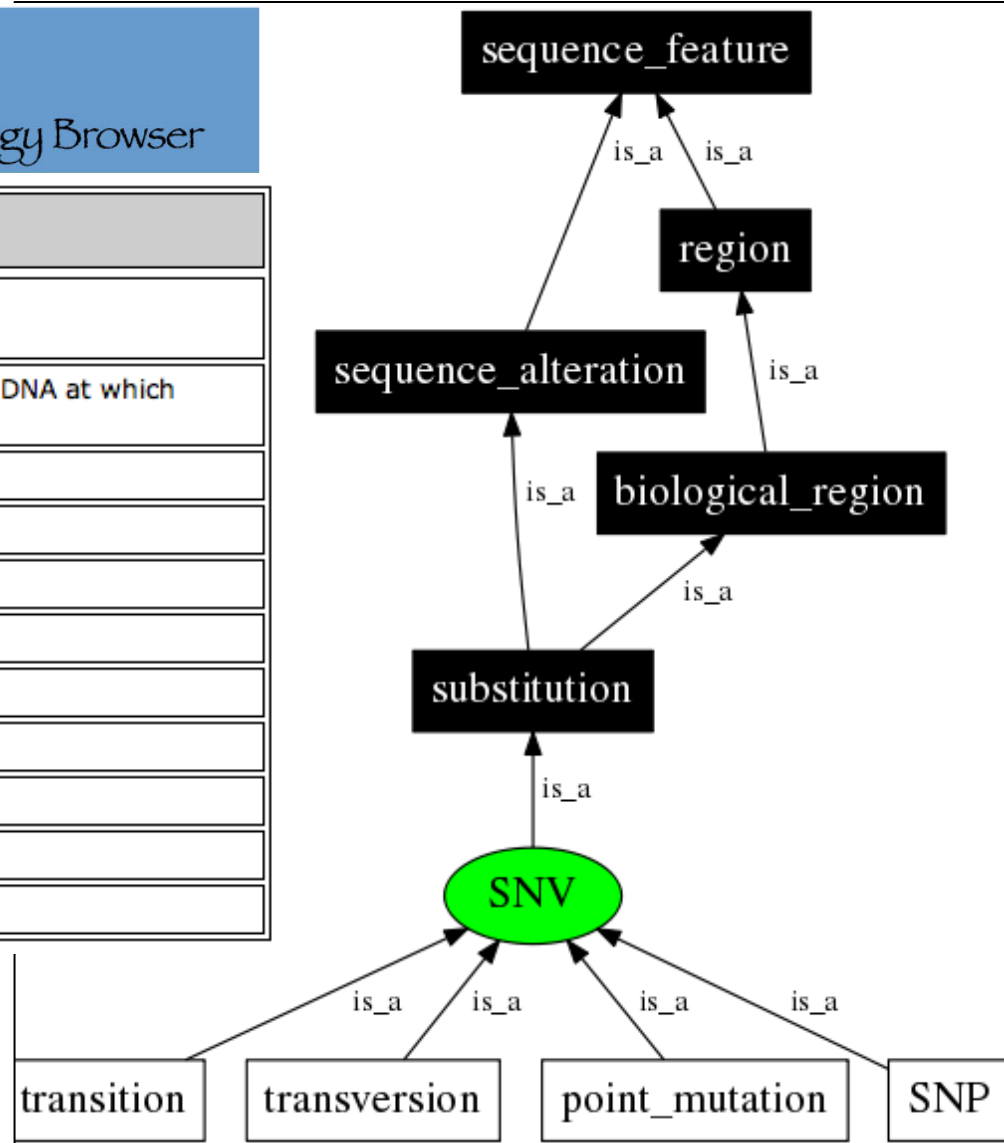 sequence_feature
gy Browser
is_a is_a
region
sequence_alteration
is_a
DNA at which
is_a
biological_region
is_a
substitution
is_a
SNV
is_a is_a is_a is_a
transition transversion point_mutation SNP